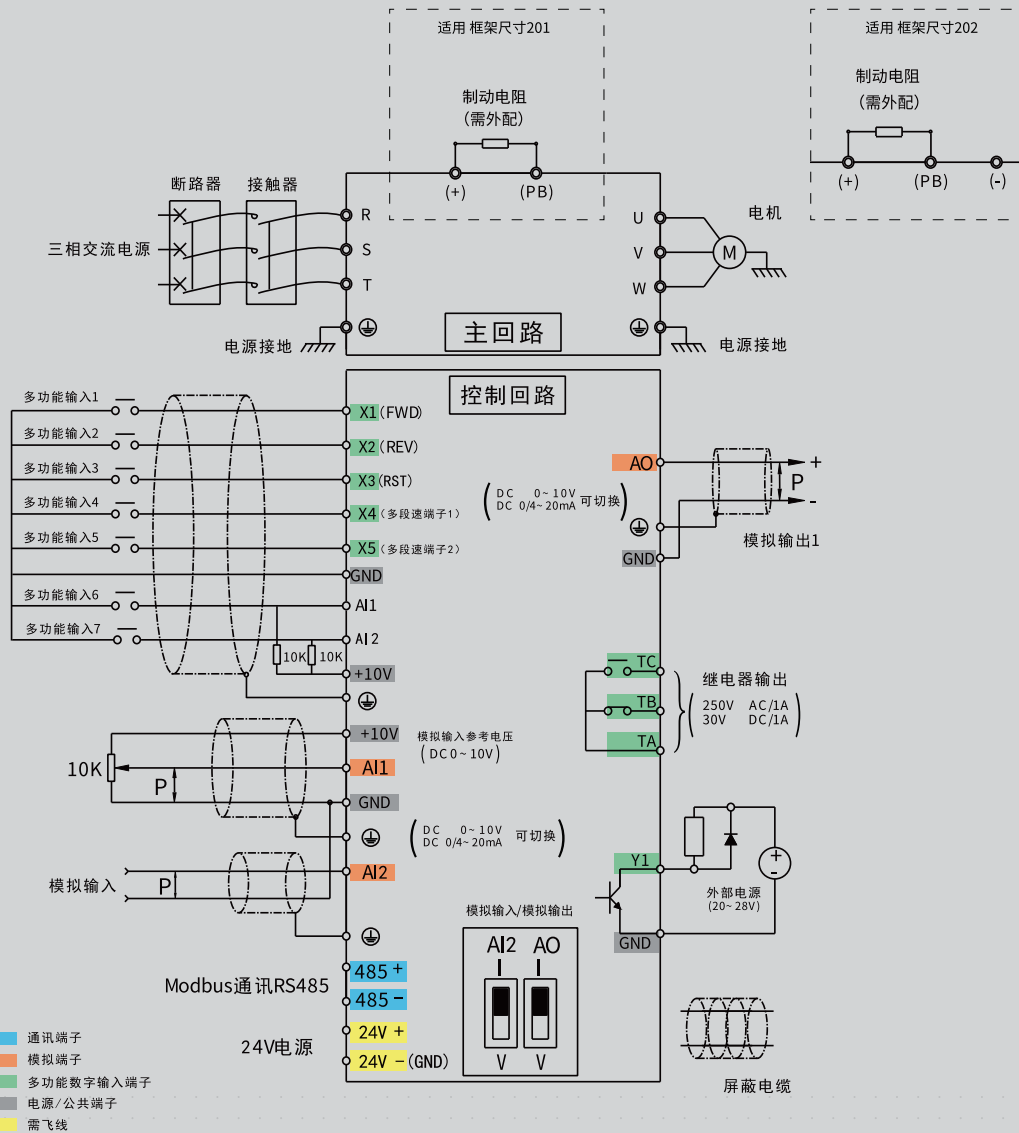 适用 框架尺寸201
制动电阻
(需外配)
(+)
(PB)
适用 框架尺寸202
制动电阻
(需外配)
(+)
(PB)
(-)
断路器
接触器
三相交流电源
R
S
T
电源接地
主回路
U
V
W
M
电机
电源接地
控制回路
多功能输入1
X1(FWD)
多功能输入2
X2(REV)
多功能输入3
X3(RST)
多功能输入4
X4(多段速端子1)
多功能输入5
X5(多段速端子2)
GND
多功能输入6
AI1
多功能输入7
AI2
10K
10K
+10V
+10V
模拟输入参考电压
(DC0~10V)
10K
P
AI1
GND
DC 0~10V
DC 0/4~20mA 可切换
模拟输入
P
AI2
Modbus通讯RS485
485 +
485 -
24V电源
24V +
24V -(GND)
AO
DC 0~10V
DC 0/4~20mA 可切换
GND
+
P
-
模拟输出1
TC
TB
TA
继电器输出
250V AC/1A
30V DC/1A
Y1
GND
+
-
外部电源
(20~28V)
模拟输入/模拟输出
AI2 AO
I I
V V
屏蔽电缆
通讯端子
模拟端子
多功能数字输入端子
电源/公共端子
需飞线